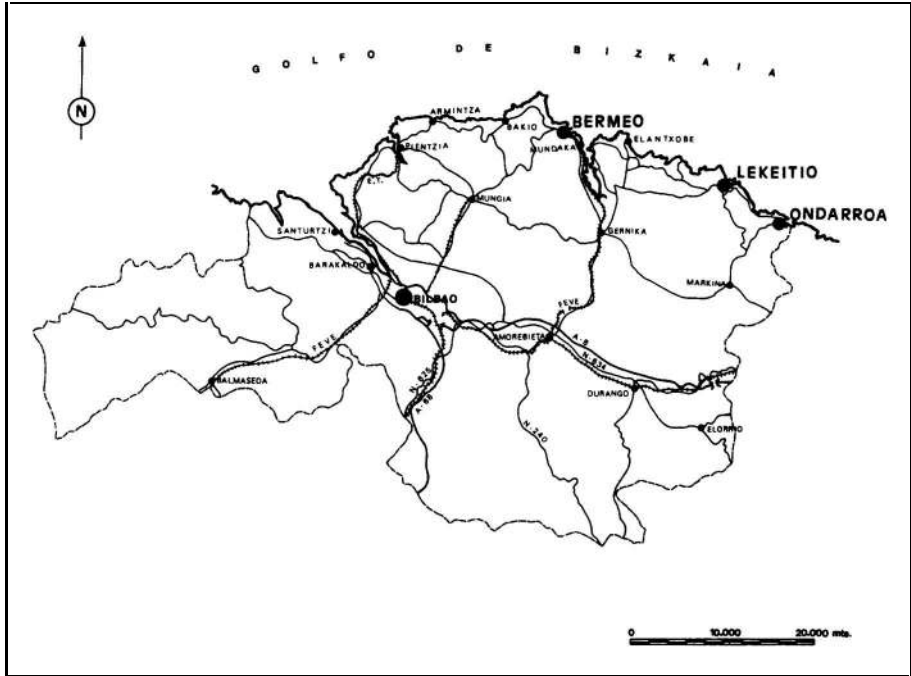 GOLFO DE BIZKAIA
N
ARMINTZA
BAKIO
BERMEO
MUNDAKA
ELANTXOBE
PLENTZIA
E.T.
LEKEITIO
MUNGIA
ONDARROA
SANTURTZI
GERNIKA
BARAKALDO
MARKINA
BILBAO
FEVE
AMOREBIETA
A-8
FEVE
N-634
BALMASEDA
N-625
A-68
DURANGO
N-240
ELORRIO
0 10.000 20.000 mts.